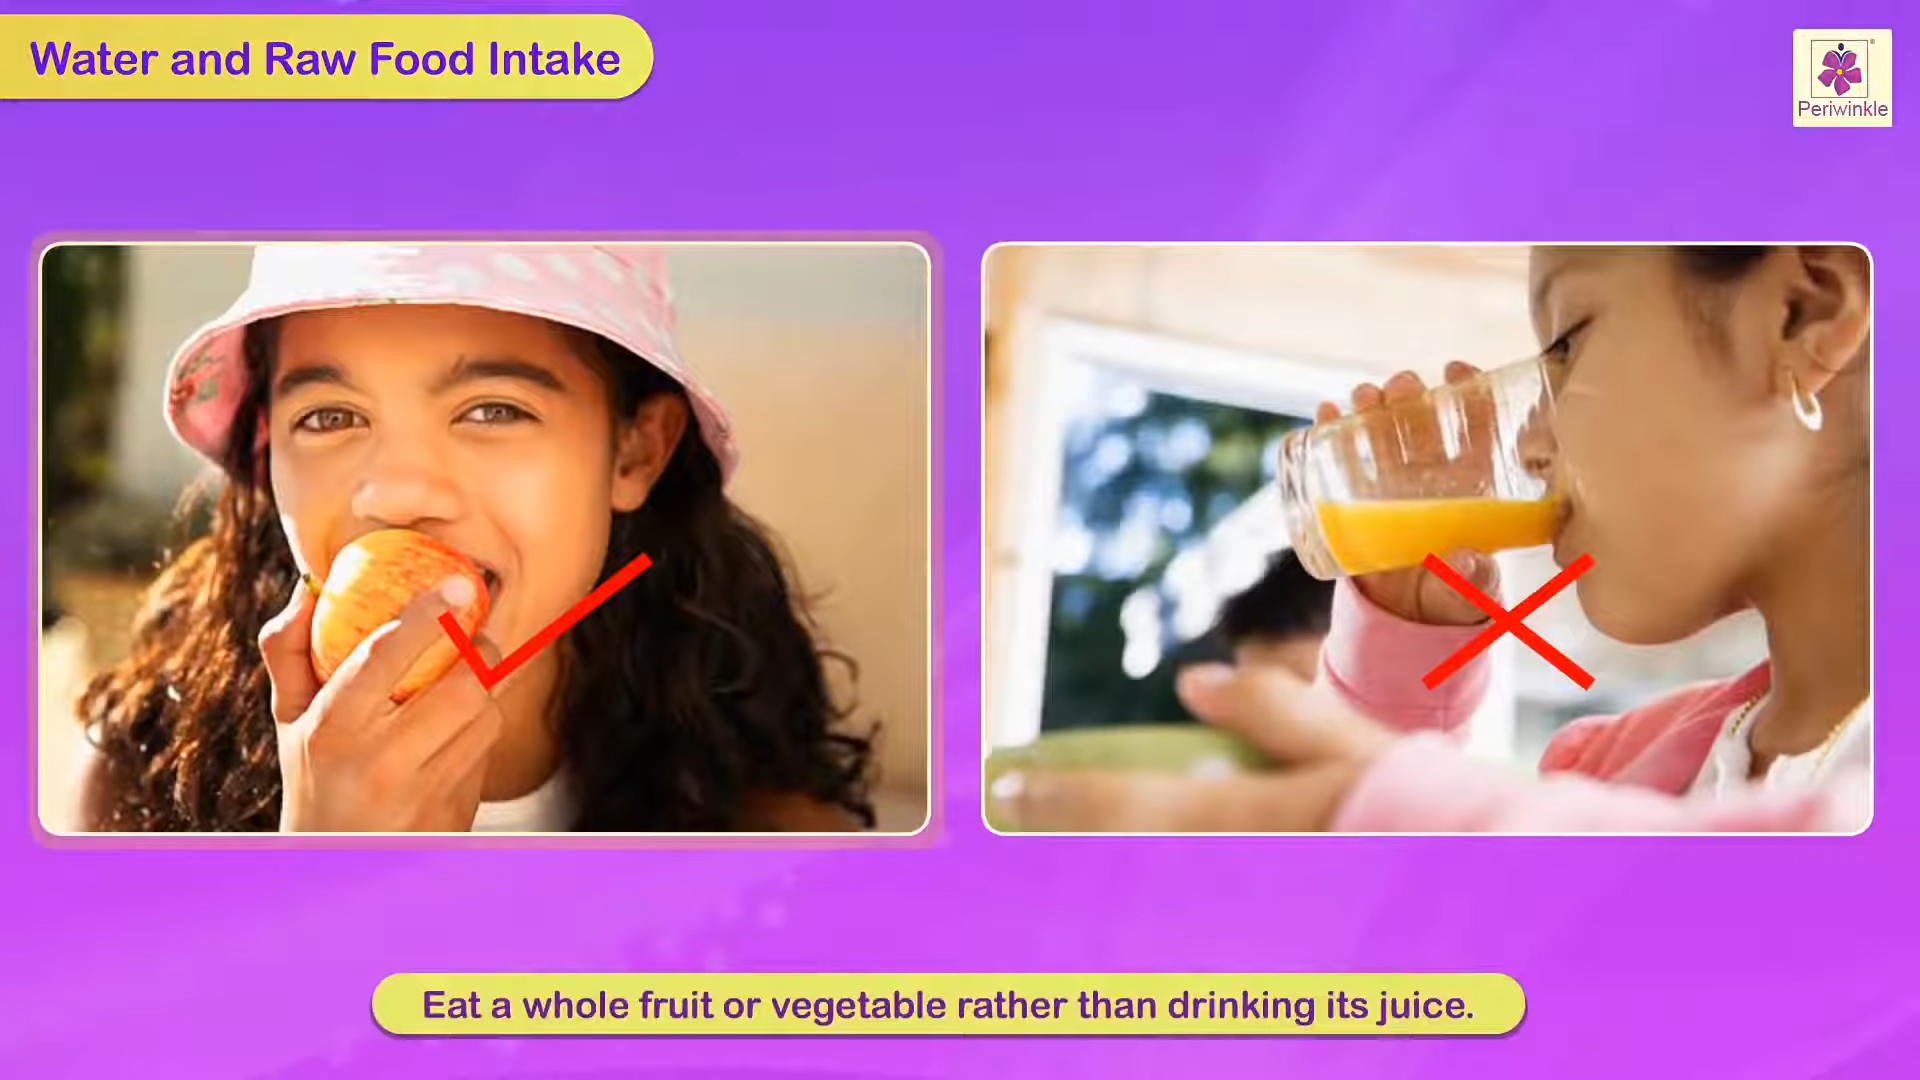 Water and Raw Food Intake
Periwinkle
Eat a whole fruit or vegetable rather than drinking its juice.